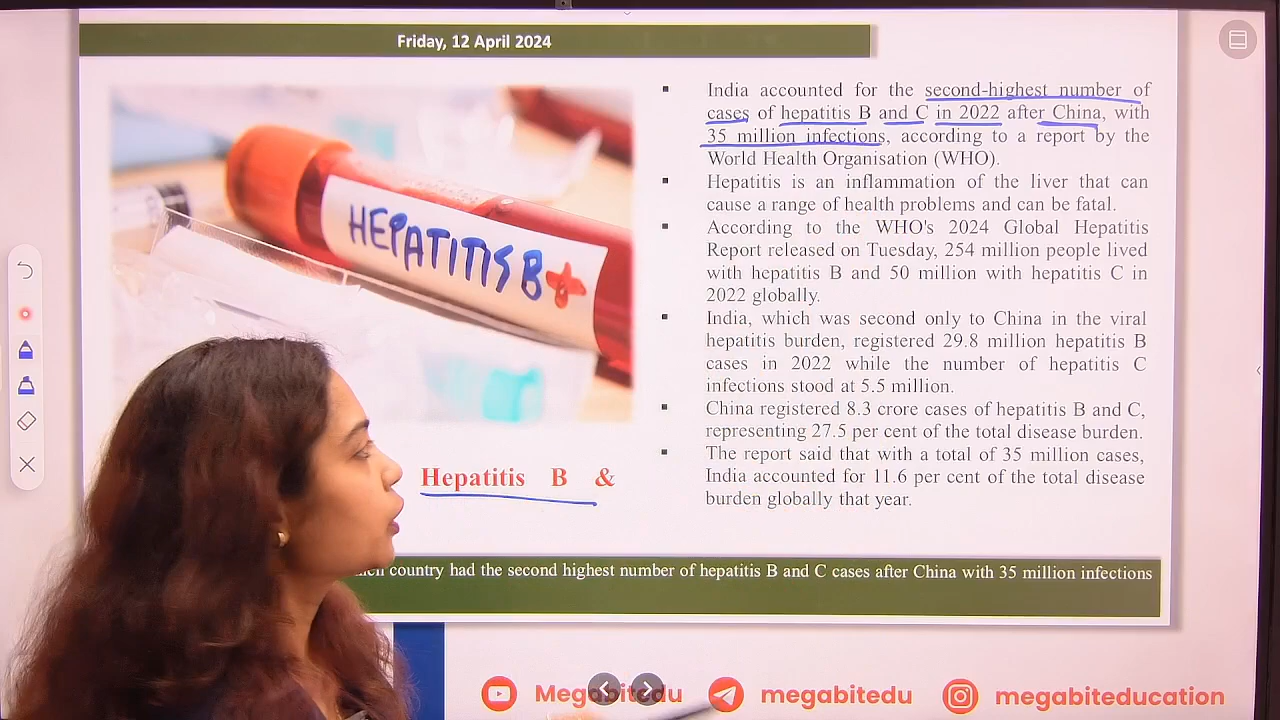 Friday, 12 April 2024
HEPATITIS B+
India accounted for the second-highest number of
cases of hepatitis B and C in 2022 after China, with
35 million infections, according to a report by the
World Health Organisation (WHO).
Hepatitis is an inflammation of the liver that can
cause a range of health problems and can be fatal.
According to the WHO's 2024 Global Hepatitis
Report released on Tuesday, 254 million people lived
with hepatitis B and 50 million with hepatitis C in
2022 globally.
India, which was second only to China in the viral
hepatitis burden, registered 29.8 million hepatitis B
cases in 2022 while the number of hepatitis C
infections stood at 5.5 million.
China registered 8.3 crore cases of hepatitis B and C,
representing 27.5 per cent of the total disease burden.
The report said that with a total of 35 million cases,
India accounted for 11.6 per cent of the total disease
burden globally that year.
Hepatitis B &
country had the second highest number of hepatitis B and C cases after China with 35 million infections
Megabitedu megabitedu megabiteducation